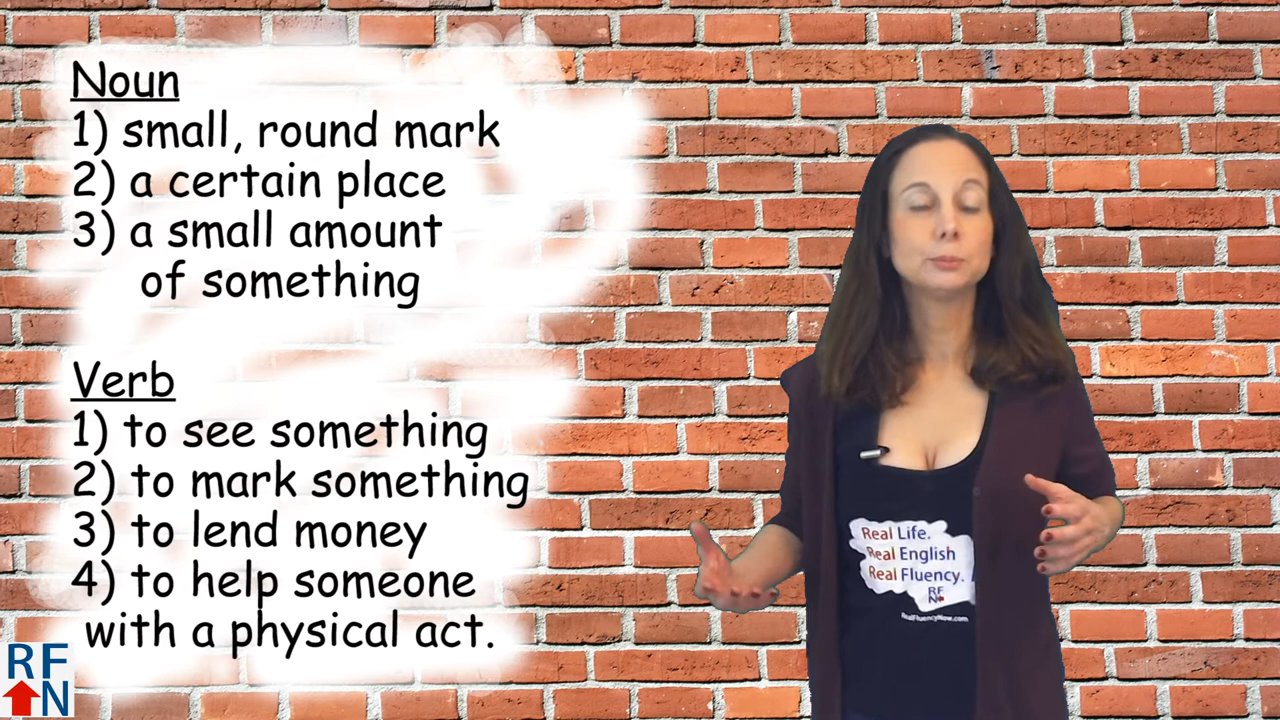 Noun
1) small, round mark
2) a certain place
3) a small amount
of something
Verb
1) to see something
2) to mark something
3) to lend money
4) to help someone
with a physical act.
Real Life.
Real English
Real Fluency.
RF
N
RealFluencyNow.com
RF
N